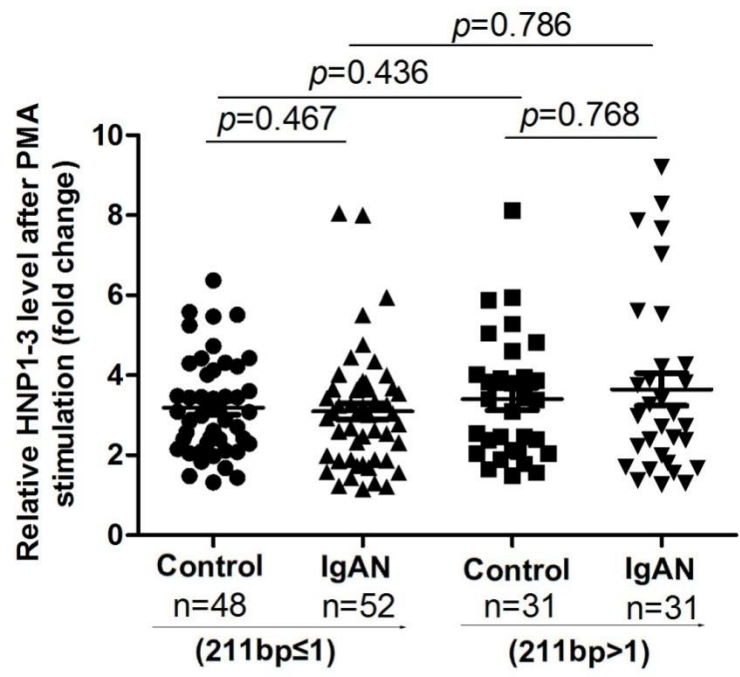 p=0.786
p=0.436
p=0.467
p=0.768
Relative HNP1-3 level after PMA
stimulation (fold change)
10
8
6
4
2
0
Control IgAN Control IgAN
n=48 n=52 n=31 n=31
(211bp≤1) (211bp>1)